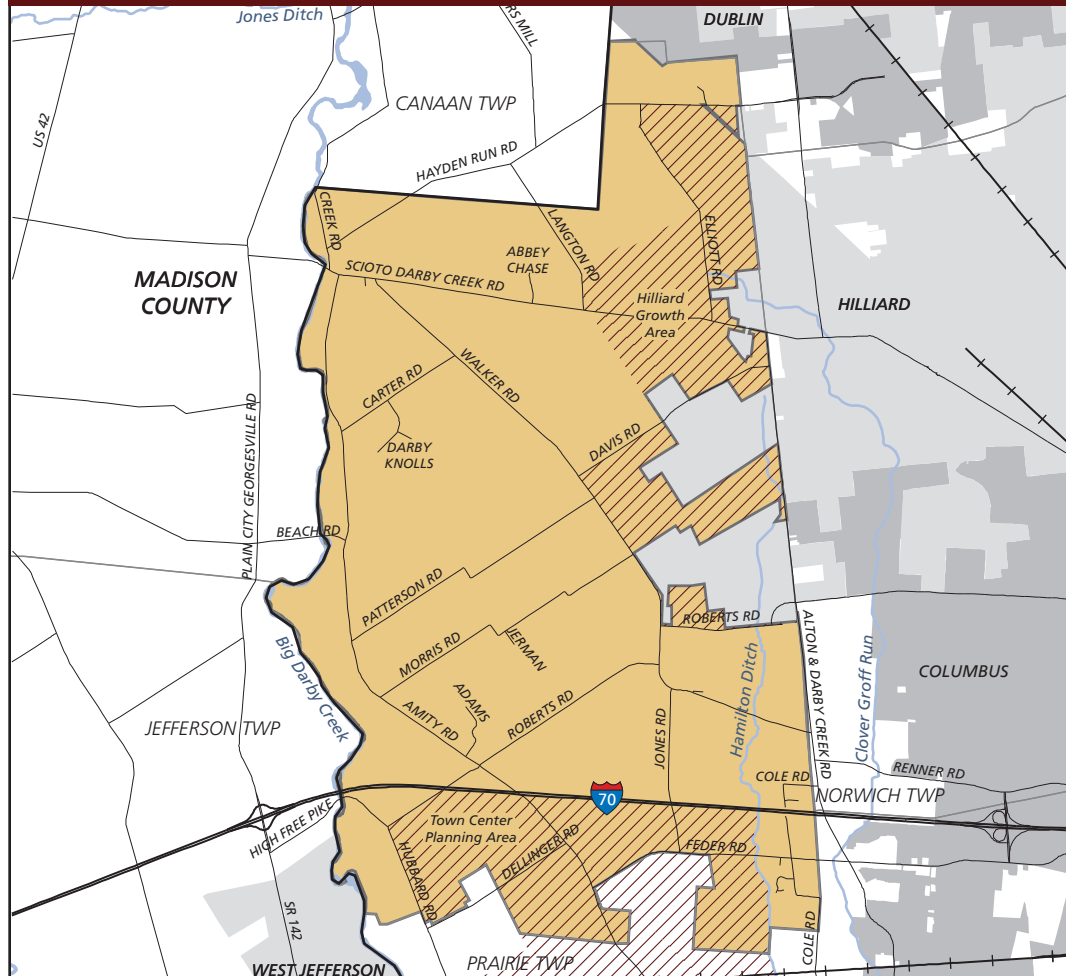 Jones Ditch
RS MILL
DUBLIN
US 42
CANAAN TWP
HAYDEN RUN RD
CREEK RD
LANGTON RD
ELLIOTT RD
ABBEY
CHASE
SCIOTO DARBY CREEK RD
MADISON
COUNTY
Hilliard
Growth
Area
HILLIARD
WALKER RD
CARTER RD
PLAIN CITY GEORGESVILLE RD
DARBY
KNOLLS
DAVIS RD
BEACH RD
PATTERSON RD
ROBERTS RD
ALTON & DARBY CREEK RD
MORRIS RD
JERMAN
Big Darby Creek
Hamilton Ditch
Clover Groff Run
COLUMBUS
ADAMS
AMITY RD
ROBERTS RD
JONES RD
JEFFERSON TWP
COLE RD
RENNER RD
NORWICH TWP
70
HIGH FREE PIKE
Town Center
Planning Area
HUBBARD RD
DELLINGER RD
FEDER RD
SR 142
COLE RD
WEST JEFFERSON
PRAIRIE TWP